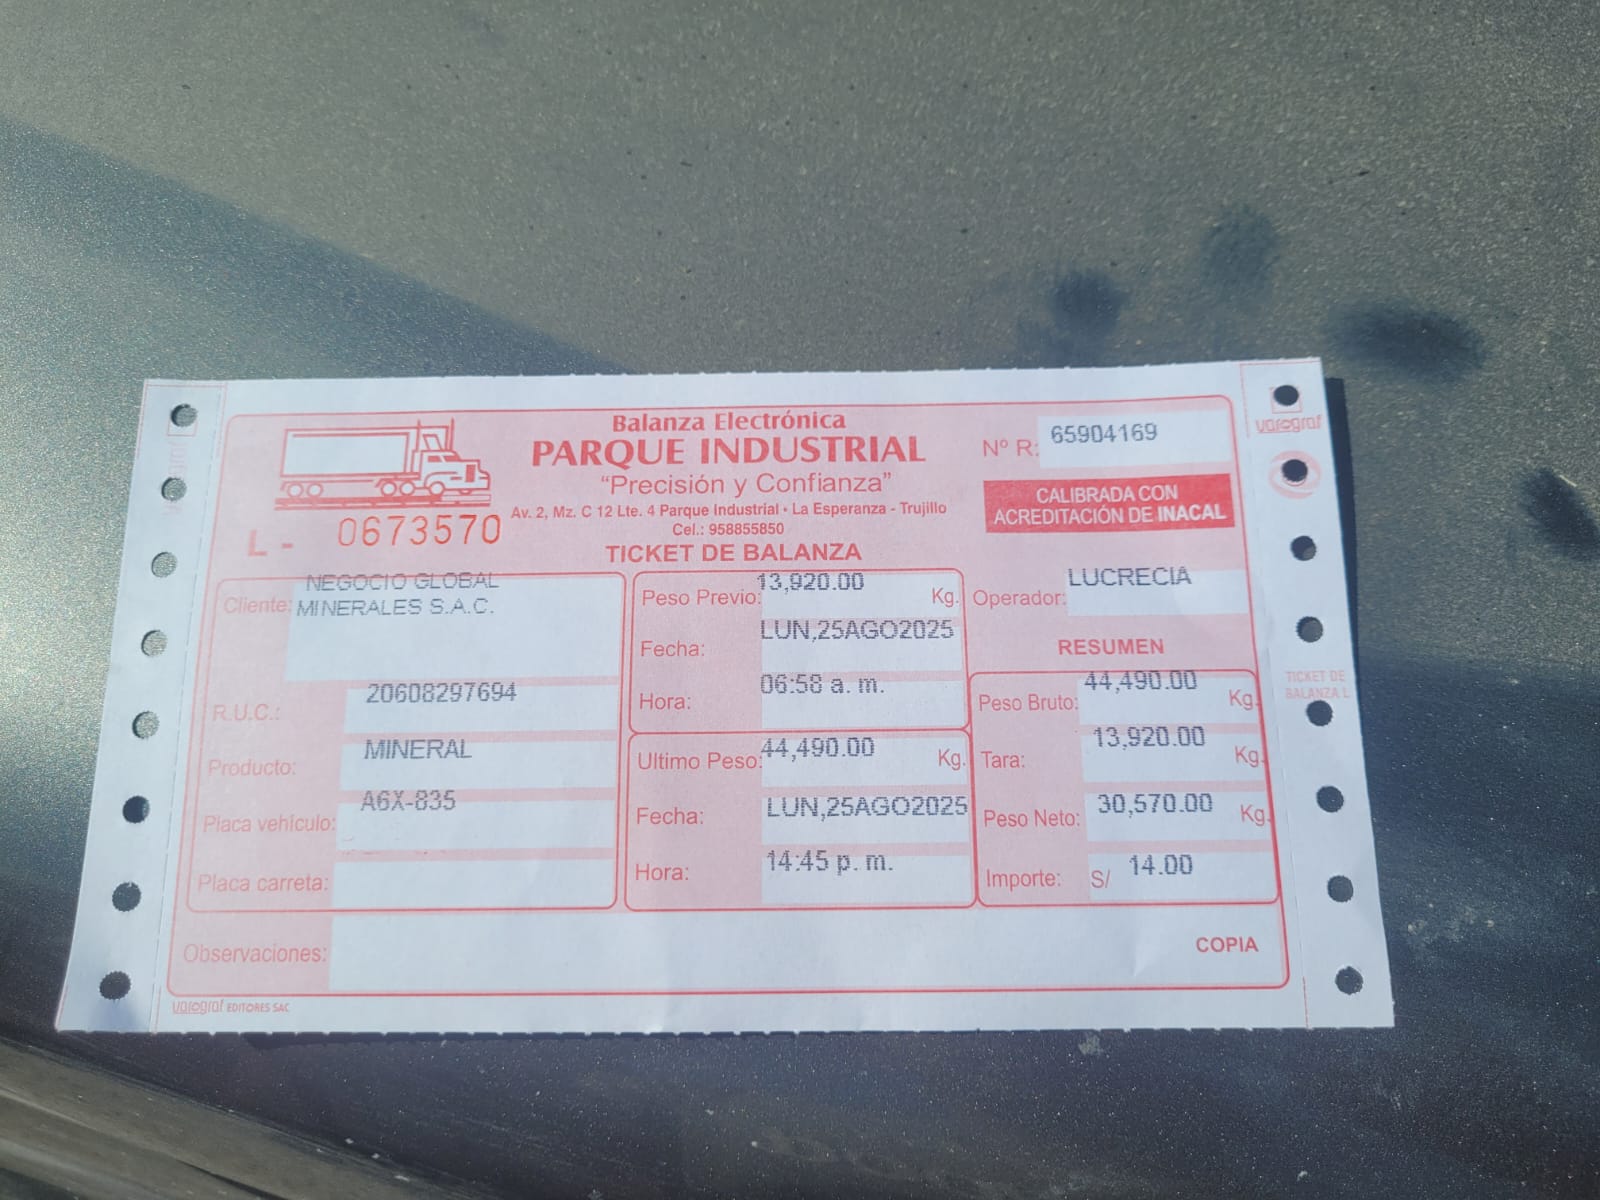 Balanza Electrónica
PARQUE INDUSTRIAL
"Precisión y Confianza"
Av. 2, Mz. C 12 Lte. 4 Parque Industrial • La Esperanza - Trujillo
Cel.: 958855850
TICKET DE BALANZA
L - 0673570
Nº R: 65904169
CALIBRADA CON
ACREDITACIÓN DE INACAL
Cliente: NEGOCIO GLOBAL
MINERALES S.A.C.
R.U.C.: 20608297694
Producto: MINERAL
Placa vehículo: A6X-835
Placa carreta:
Peso Previo: 13,920.00 Kg.
Fecha: LUN,25AGO2025
Hora: 06:58 a. m.
Ultimo Peso: 44,490.00 Kg.
Fecha: LUN,25AGO2025
Hora: 14:45 p. m.
Operador: LUCRECIA
RESUMEN
Peso Bruto: 44,490.00 Kg.
Tara: 13,920.00 Kg.
Peso Neto: 30,570.00 Kg.
Importe: S/ 14.00
Observaciones:
COPIA
varograf EDITORES SAC
varograf
TICKET DE
BALANZA L